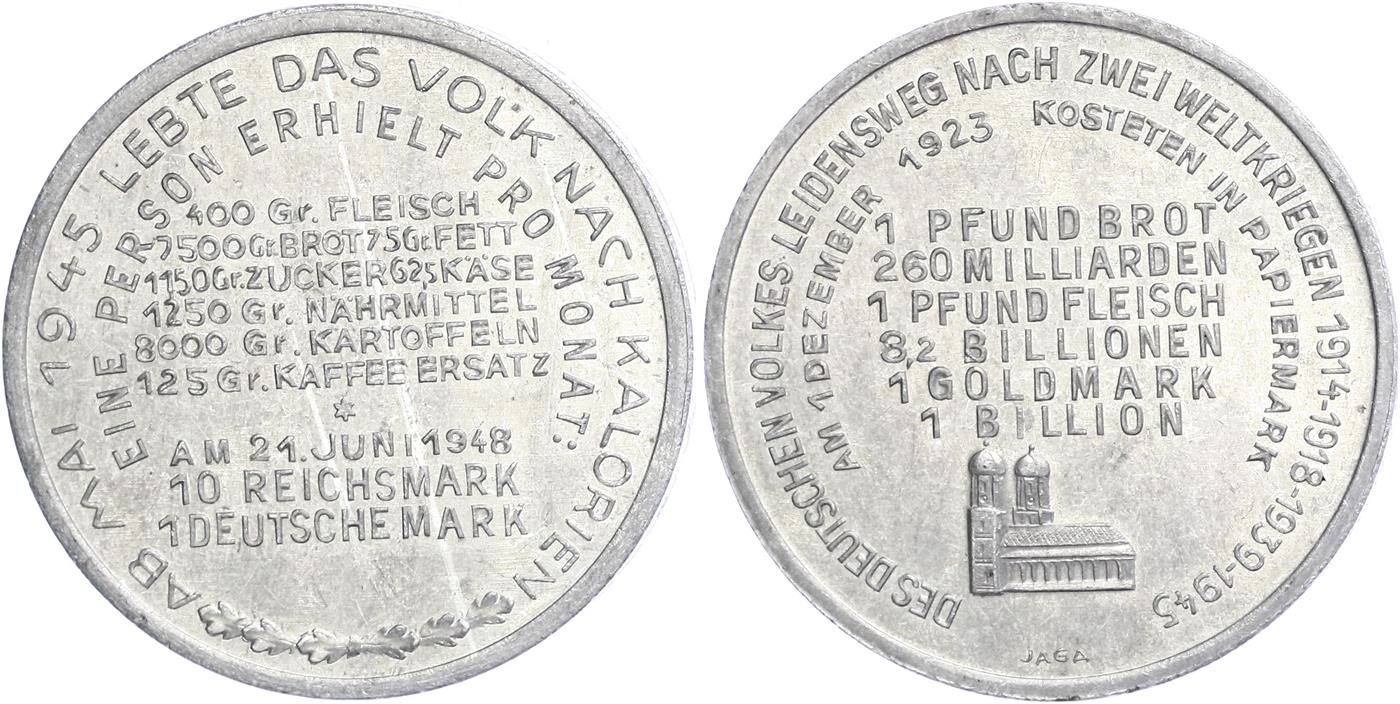 AB MAI 1945 LEBTE DAS VOLK NACH KALORIEN
EINE PERSON ERHIELT PRO MONAT:
400 Gr. FLEISCH
7500 Gr. BROT 75 Gr. FETT
1150 Gr. ZUCKER 62,5 KÄSE
1250 Gr. NÄHRMITTEL
8000 Gr. KARTOFFELN
125 Gr. KAFFEE ERSATZ
AM 21. JUNI 1948
10 REICHSMARK
1 DEUTSCHE MARK
DES DEUTSCHEN VOLKES LEIDENSWEG NACH ZWEI WELTKRIEGEN 1914-1918-1939-1945
AM 1 DEZEMBER 1923 KOSTETEN IN PAPIERMARK
1 PFUND BROT
260 MILLIARDEN
1 PFUND FLEISCH
3,2 BILLIONEN
1 GOLDMARK
1 BILLION
JAGA